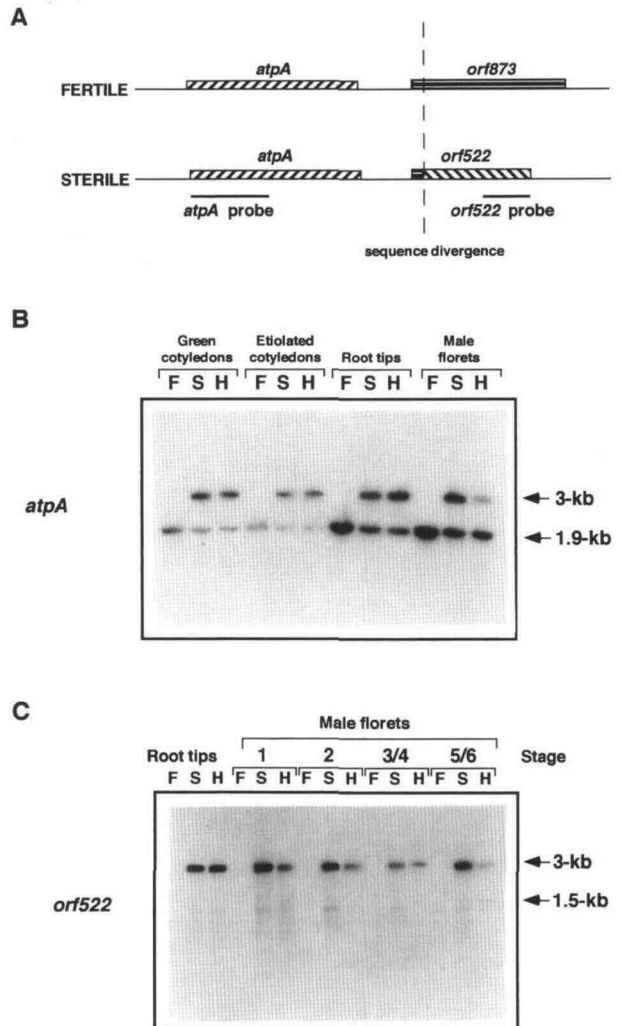 A
atpA orf873
FERTILE
atpA orf522
STERILE
atpA probe orf522 probe
sequence divergence
B
Green cotyledons Etiolated cotyledons Root tips Male florets
F S H F S H F S H F S H
3-kb
atpA
1.9-kb
C
Male florets
Root tips 1 2 3/4 5/6 Stage
F S H F S H F S H F S H F S H
3-kb
1.5-kb
orf522